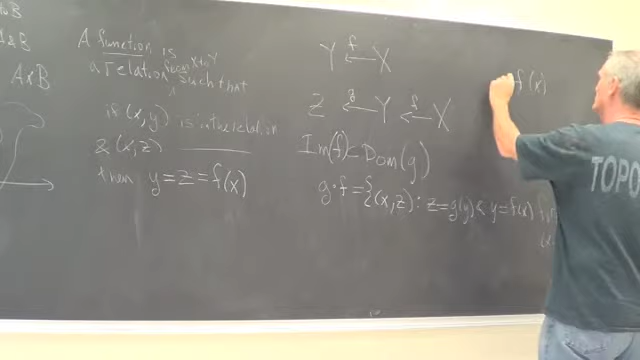 A & B
A x B
A function is
a relation from X to Y such that
if (x,y) is in the relation
& (x,z)
then y = z = f(x)
Y <-f- X
Z <-g- Y <-f- X
Im(f) ⊂ Dom(g)
g∘f = {(x,z) : z = g(y) & y = f(x)
f(x)
TOPO